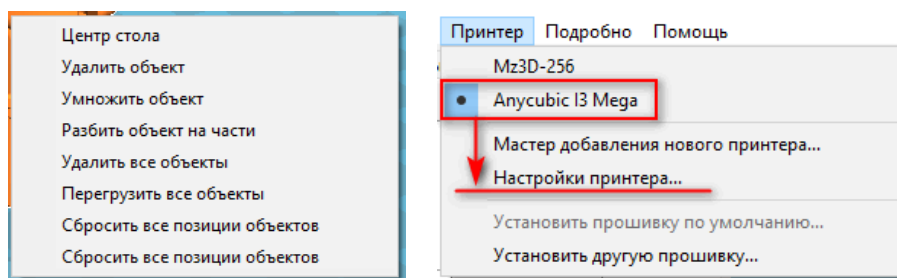 Центр стола
Удалить объект
Умножить объект
Разбить объект на части
Удалить все объекты
Перегрузить все объекты
Сбросить все позиции объектов
Сбросить все позиции объектов
Принтер Подробно Помощь
Mz3D-256
Anycubic I3 Mega
Мастер добавления нового принтера...
Настройки принтера...
Установить прошивку по умолчанию...
Установить другую прошивку...